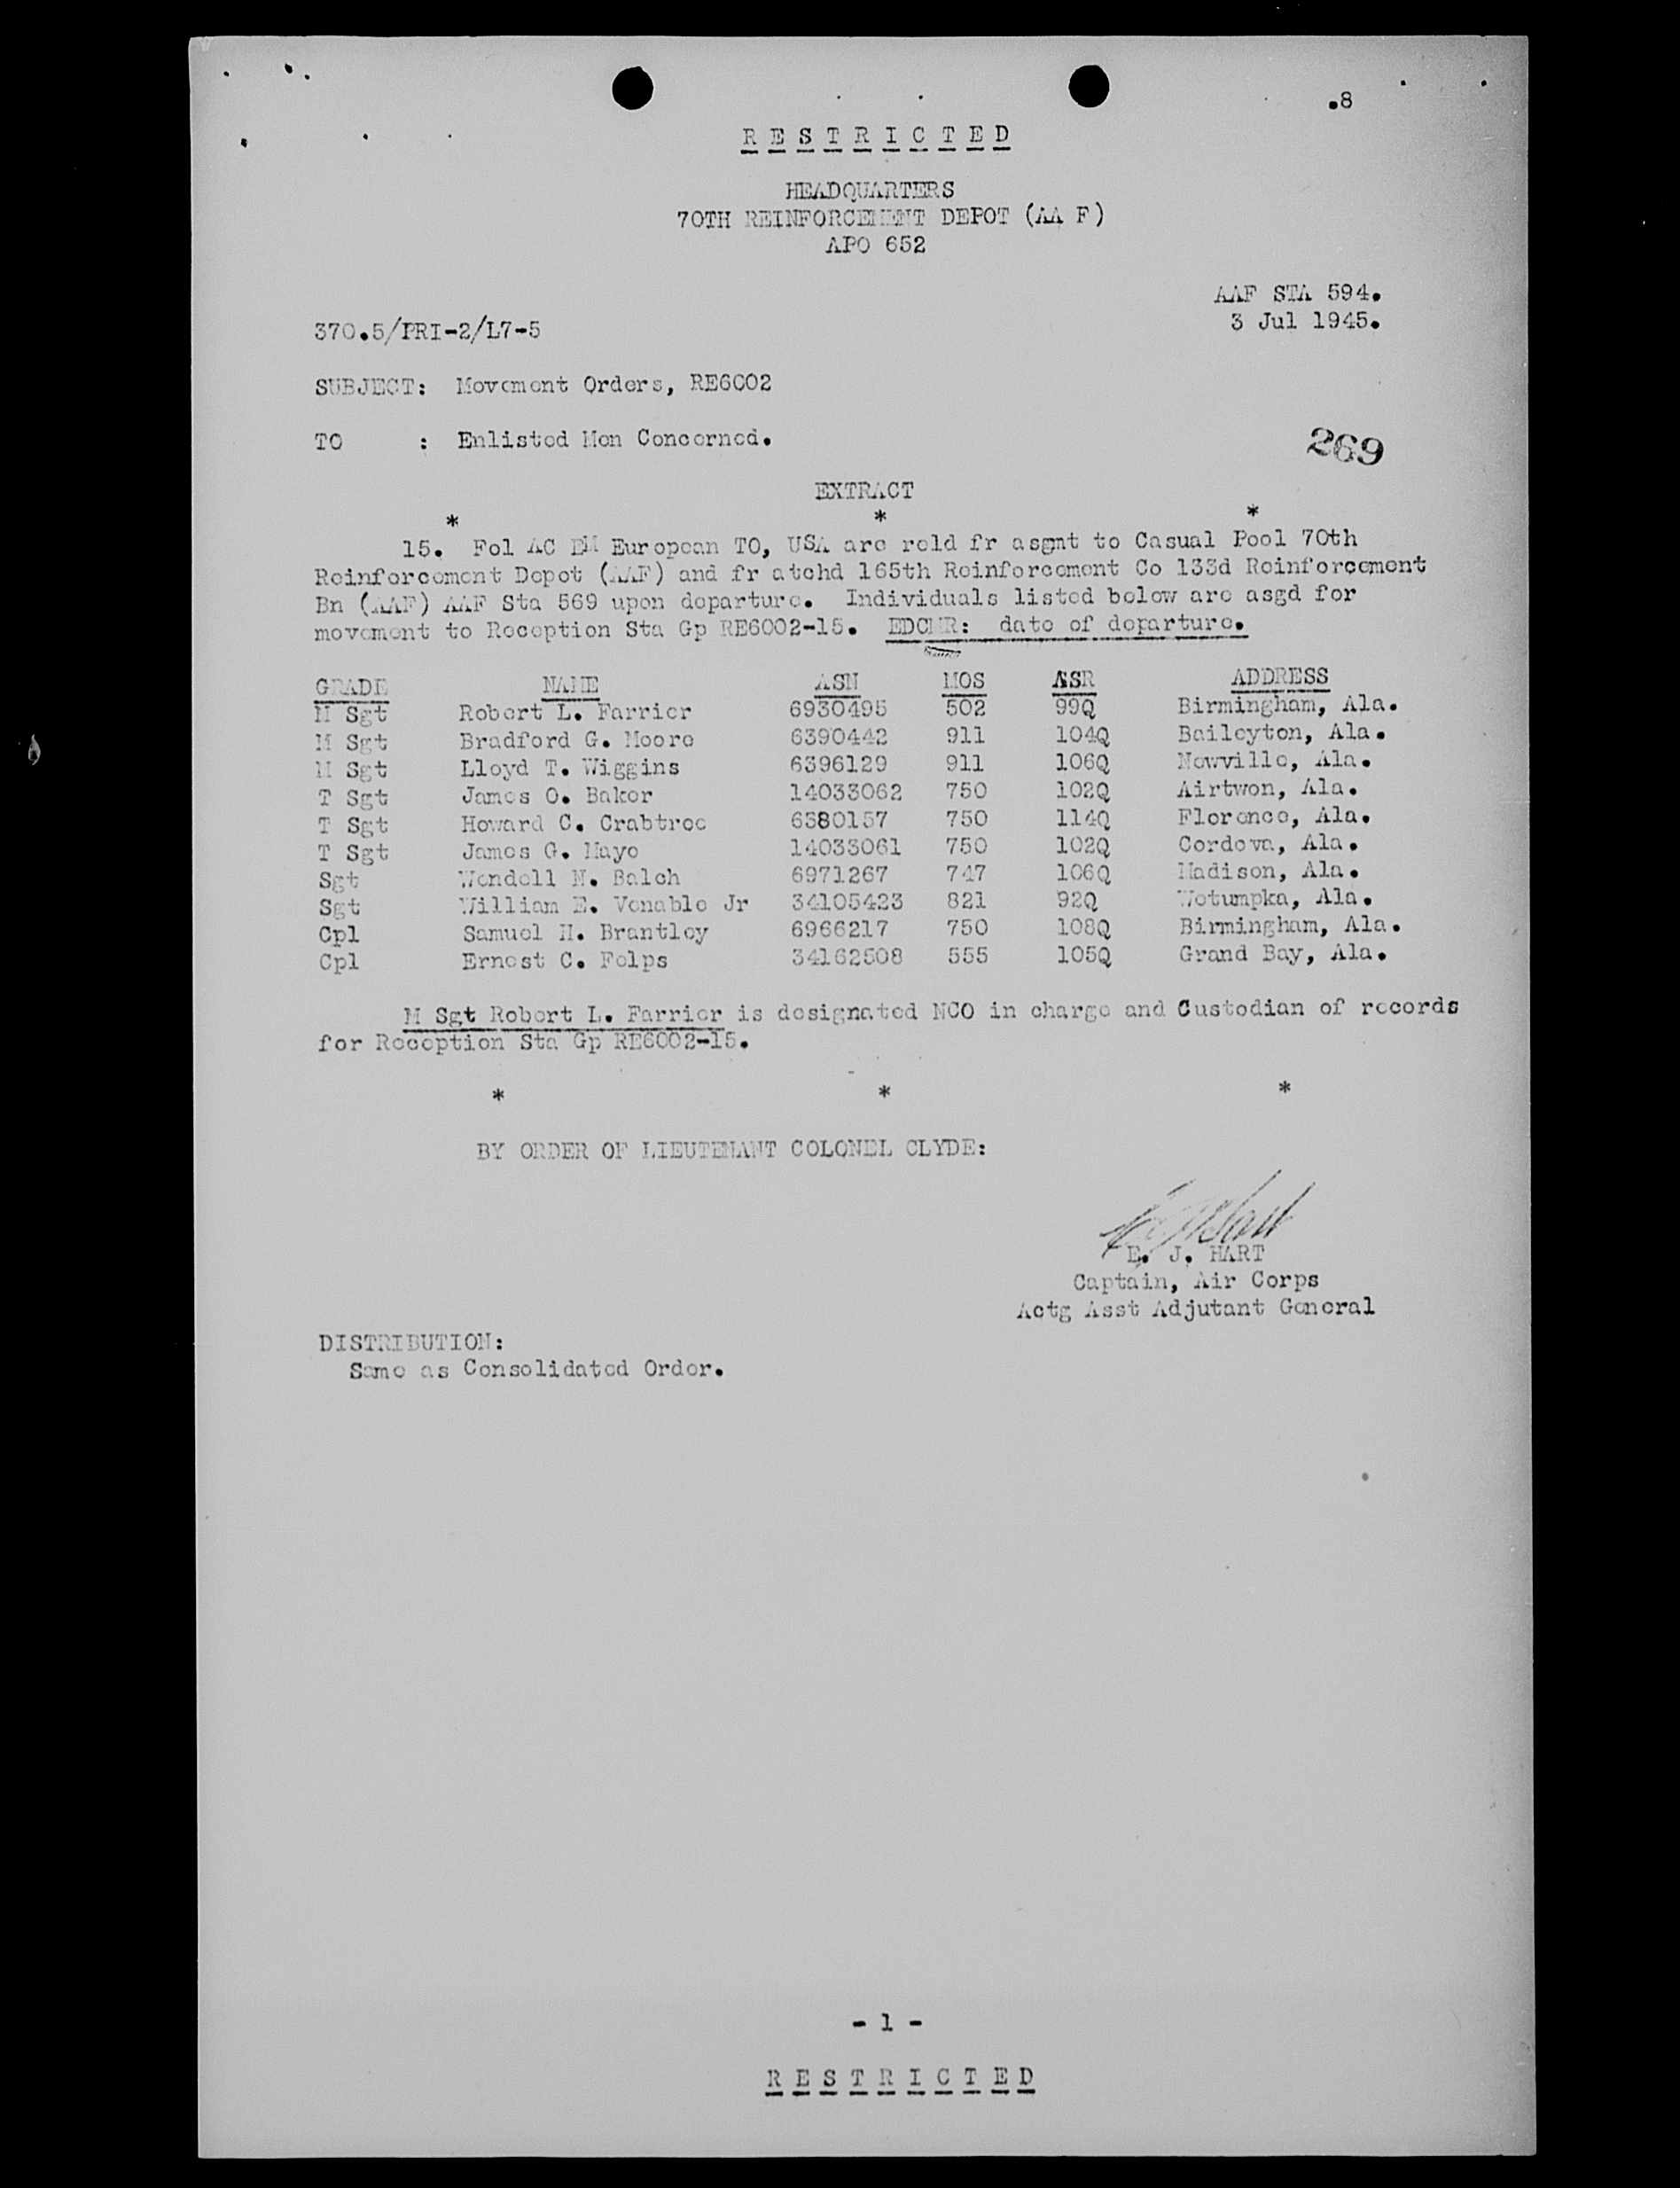 .8
RESTRICTED
HEADQUARTERS
70TH REINFORCEMENT DEPOT (AA F)
APO 652
AAF STA 594.
370.5/PRI-2/L7-5
3 Jul 1945.
SUBJECT: Movement Orders, RE6002
TO : Enlisted Men Concerned.
269
EXTRACT
* * *
15. Fol AC EM European TO, USA are reld fr asgmt to Casual Pool 70th
Reinforcement Depot (AAF) and fr atchd 165th Reinforcement Co 133d Reinforcement
Bn (AAF) AAF Sta 569 upon departure. Individuals listed below are asgd for
movement to Reception Sta Gp RE6002-15. EDCMR: date of departure.
GRADE NAME ASN MOS ASR ADDRESS
M Sgt Robert L. Farrier 6930495 502 99Q Birmingham, Ala.
M Sgt Bradford G. Moore 6390442 911 104Q Baileyton, Ala.
M Sgt Lloyd T. Wiggins 6396129 911 106Q Newville, Ala.
T Sgt James O. Baker 14033062 750 102Q Airtwon, Ala.
T Sgt Howard C. Crabtree 6380157 750 114Q Florence, Ala.
T Sgt James G. Mayo 14033061 750 102Q Cordova, Ala.
Sgt Wendell N. Balch 6971267 747 106Q Madison, Ala.
Sgt William E. Venable Jr 34105423 821 92Q Wetumpka, Ala.
Cpl Samuel H. Brantley 6966217 750 108Q Birmingham, Ala.
Cpl Ernest C. Felps 34162508 555 105Q Grand Bay, Ala.
M Sgt Robert L. Farrier is designated NCO in charge and Custodian of records
for Reception Sta Gp RE6002-15.
* * *
BY ORDER OF LIEUTENANT COLONEL CLYDE:
E. J. HART
Captain, Air Corps
Actg Asst Adjutant General
DISTRIBUTION:
Same as Consolidated Order.
- 1 -
RESTRICTED